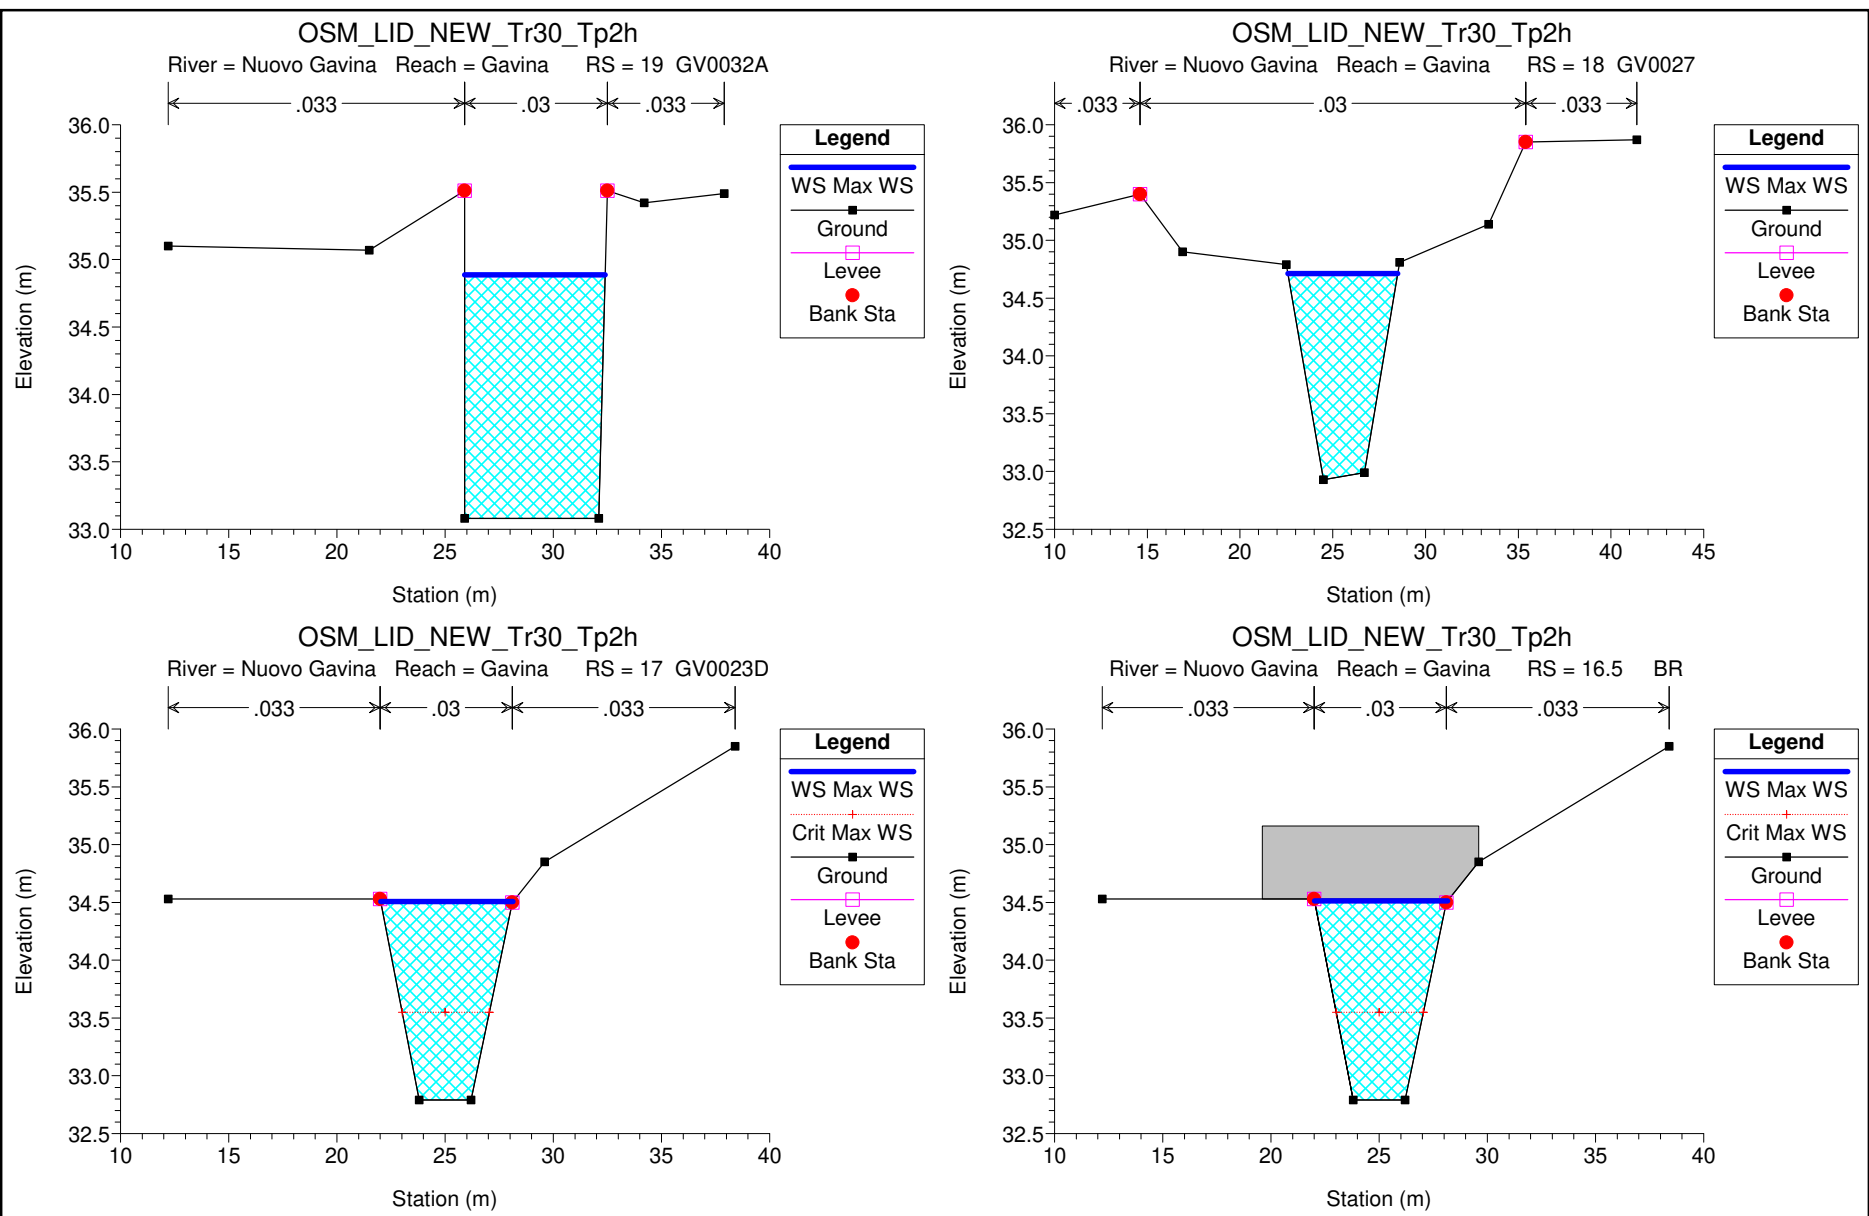 OSM_LID_NEW_Tr30_Tp2h
River = Nuovo Gavina Reach = Gavina RS = 19 GV0032A
.033 .03 .033
36.0
35.5
35.0
34.5
34.0
33.5
33.0
10 15 20 25 30 35 40
Station (m)
Elevation (m)
Legend
WS Max WS
Ground
Levee
Bank Sta
OSM_LID_NEW_Tr30_Tp2h
River = Nuovo Gavina Reach = Gavina RS = 18 GV0027
.033 .03 .033
36.0
35.5
35.0
34.5
34.0
33.5
33.0
32.5
10 15 20 25 30 35 40 45
Station (m)
Elevation (m)
Legend
WS Max WS
Ground
Levee
Bank Sta
OSM_LID_NEW_Tr30_Tp2h
River = Nuovo Gavina Reach = Gavina RS = 17 GV0023D
.033 .03 .033
36.0
35.5
35.0
34.5
34.0
33.5
33.0
32.5
10 15 20 25 30 35 40
Station (m)
Elevation (m)
Legend
WS Max WS
Crit Max WS
Ground
Levee
Bank Sta
OSM_LID_NEW_Tr30_Tp2h
River = Nuovo Gavina Reach = Gavina RS = 16.5 BR
.033 .03 .033
36.0
35.5
35.0
34.5
34.0
33.5
33.0
32.5
10 15 20 25 30 35 40
Station (m)
Elevation (m)
Legend
WS Max WS
Crit Max WS
Ground
Levee
Bank Sta